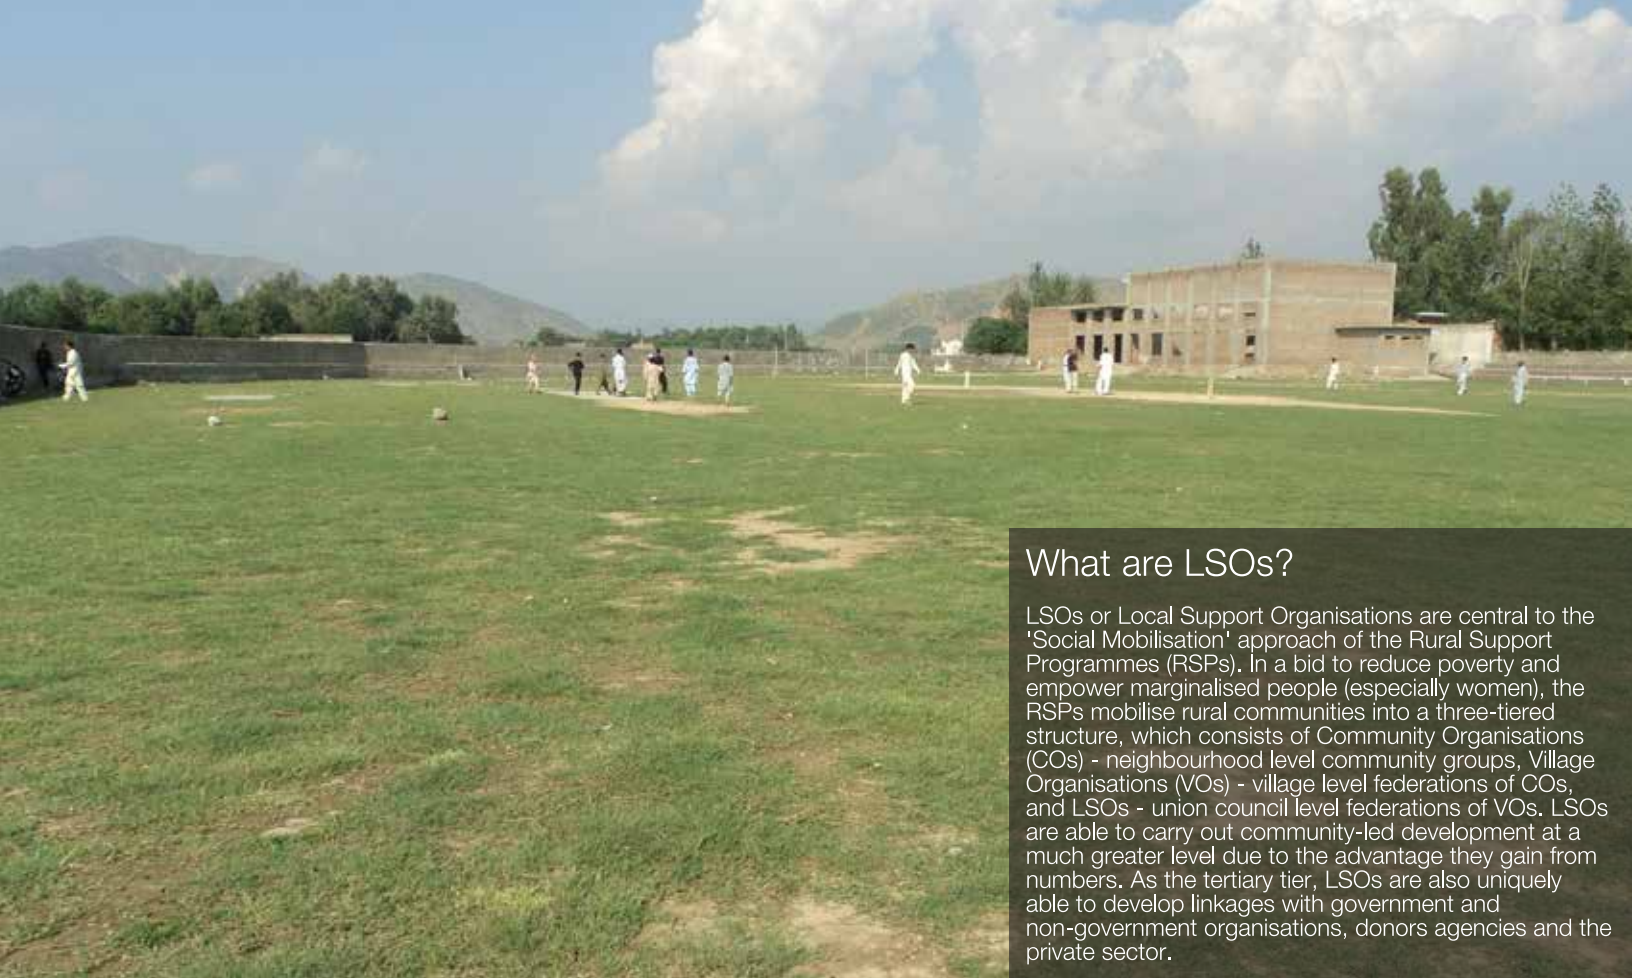 What are LSOs?
LSOs or Local Support Organisations are central to the
'Social Mobilisation' approach of the Rural Support
Programmes (RSPs). In a bid to reduce poverty and
empower marginalised people (especially women), the
RSPs mobilise rural communities into a three-tiered
structure, which consists of Community Organisations
(COs) - neighbourhood level community groups, Village
Organisations (VOs) - village level federations of COs,
and LSOs - union council level federations of VOs. LSOs
are able to carry out community-led development at a
much greater level due to the advantage they gain from
numbers. As the tertiary tier, LSOs are also uniquely
able to develop linkages with government and
non-government organisations, donors agencies and the
private sector.